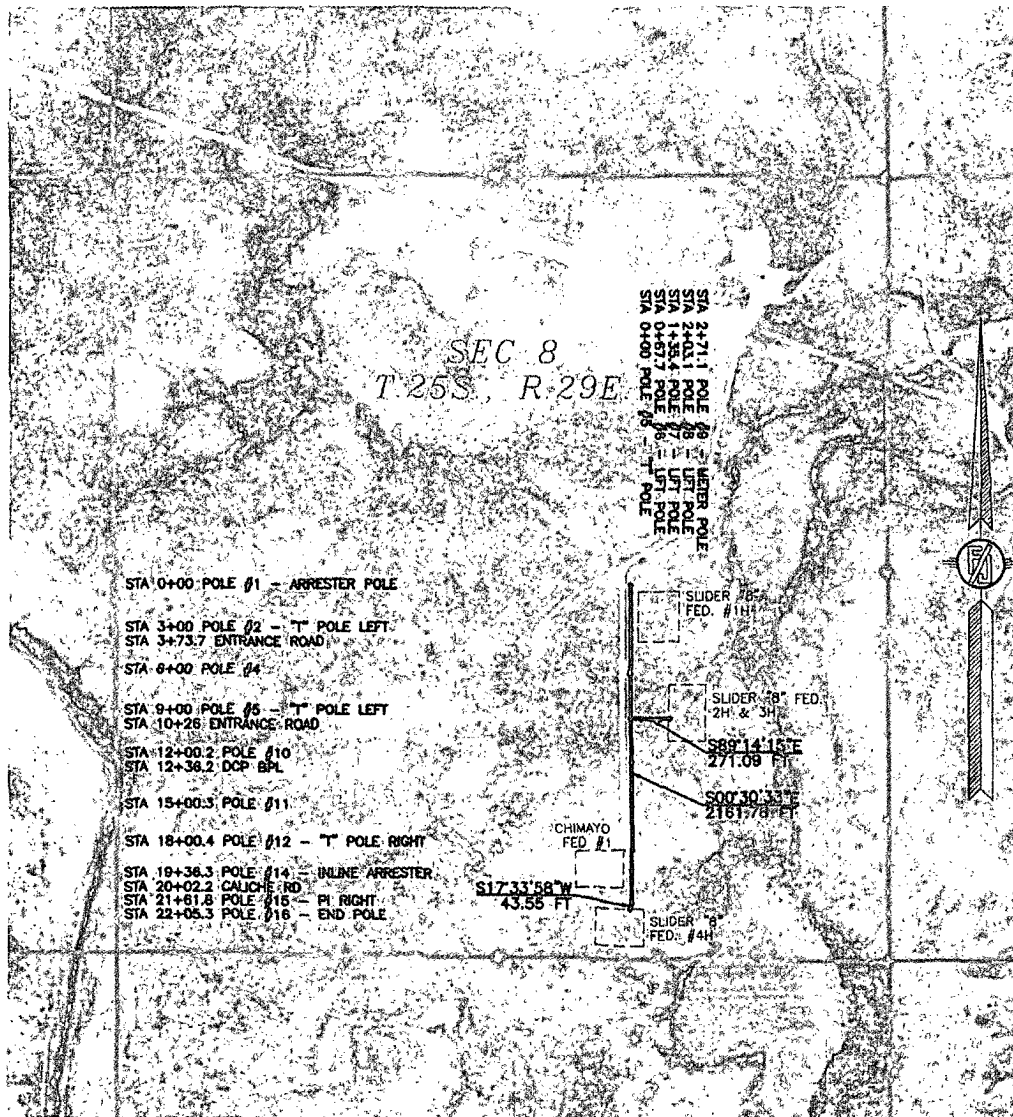 SEC 8
T.25S., R.29E.
STA 2+71.1 POLE #9 - METER POLE
STA 2+03.1 POLE #8 - LIFT POLE
STA 1+35.4 POLE #7 - LIFT POLE
STA 0+67.7 POLE #6 - LIFT POLE
STA 0+00 POLE #5 - "T" POLE
STA 0+00 POLE #1 - ARRESTER POLE
STA 3+00 POLE #2 - "T" POLE LEFT
STA 3+73.7 ENTRANCE ROAD
STA 6+00 POLE #4
STA 9+00 POLE #5 - "T" POLE LEFT
STA 10+26 ENTRANCE ROAD
STA 12+00.2 POLE #10
STA 12+38.2 DCP BPL
STA 15+00.3 POLE #11
STA 18+00.4 POLE #12 - "T" POLE RIGHT
STA 19+36.3 POLE #14 - INLINE ARRESTER
STA 20+02.2 CALICHE RD
STA 21+61.8 POLE #15 - PI RIGHT
STA 22+05.3 POLE #16 - END POLE
SLIDER "8"
FED. #1H
SLIDER "8" FED.
2H & 3H
S89°14'15"E
271.09 FT
S00°30'33"E
2161.78 FT
CHIMAYO
FED #1
S17°33'58"W
43.55 FT
SLIDER "8"
FED. #4H